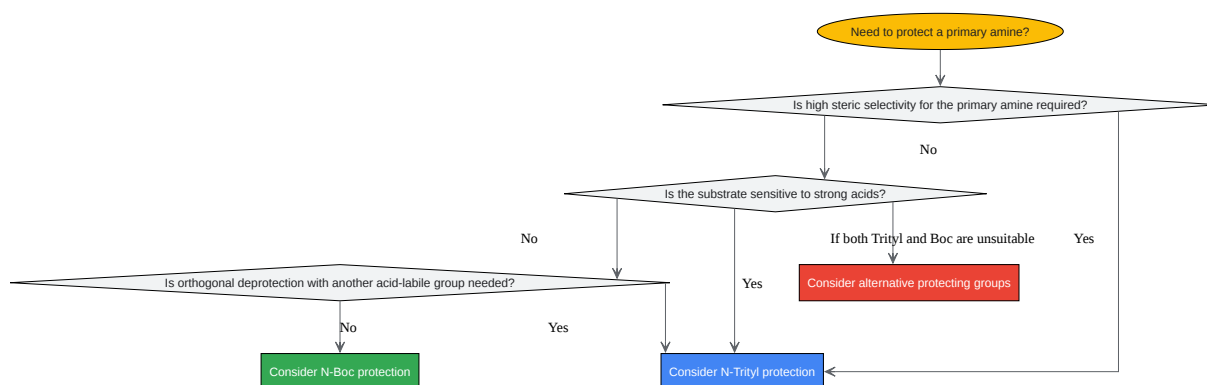 Need to protect a primary amine?
Is high steric selectivity for the primary amine required?
No
Is the substrate sensitive to strong acids?
No
If both Trityl and Boc are unsuitable
Yes
Is orthogonal deprotection with another acid-labile group needed?
Yes
Consider alternative protecting groups
No
Yes
Consider N-Boc protection
Consider N-Trityl protection